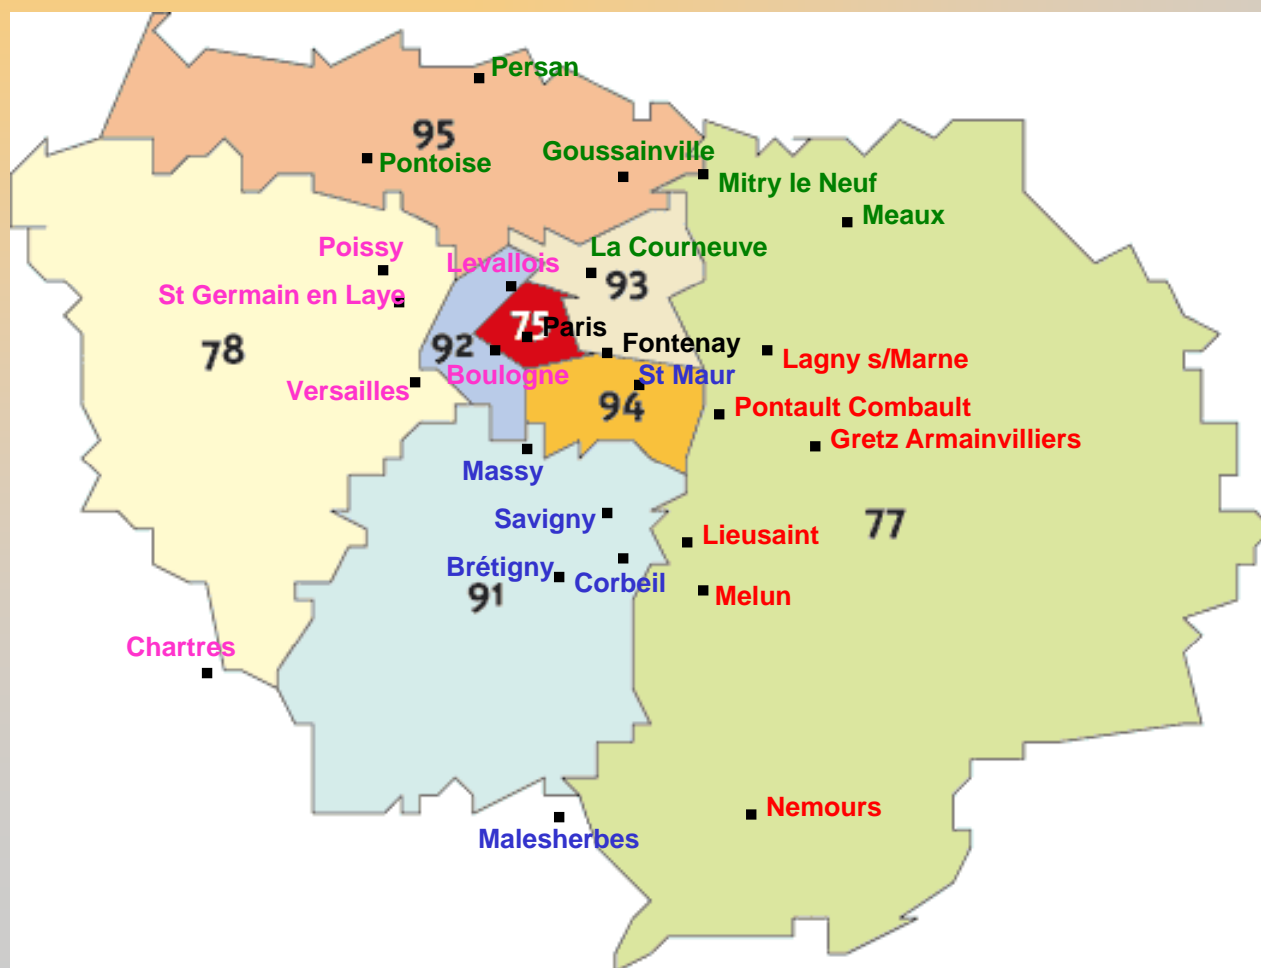 Persan
95
Goussainville
Pontoise
Mitry le Neuf
Meaux
Poissy
La Courneuve
Levallois
93
St Germain en Laye
75
Paris
78
92
Fontenay
Lagny s/Marne
Boulogne
St Maur
Versailles
94
Pontault Combault
Gretz Armainvilliers
Massy
Savigny
77
Lieusaint
Brétigny
Corbeil
91
Melun
Chartres
Nemours
Malesherbes